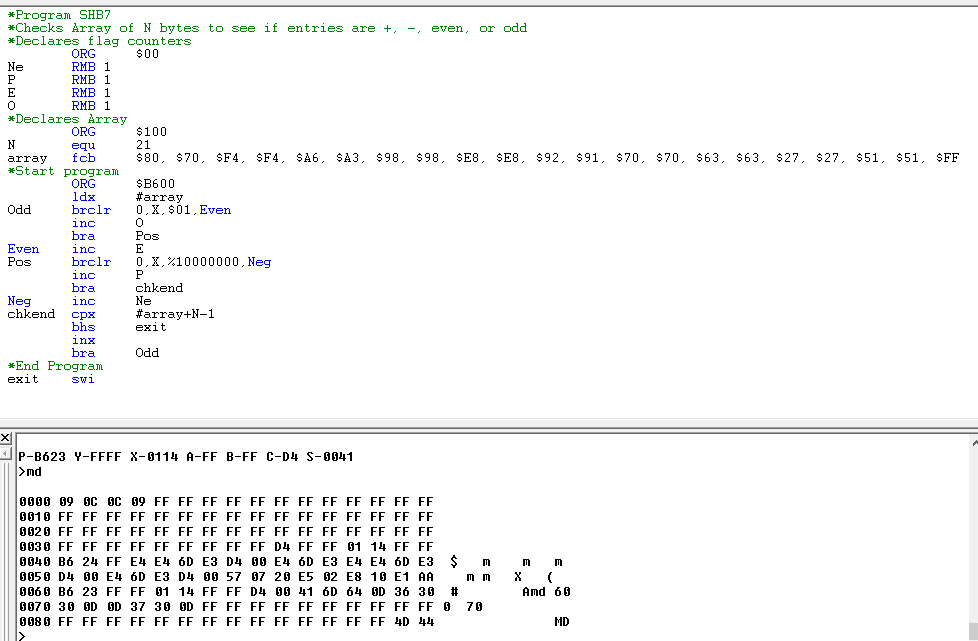 *Program SHB7
*Checks Array of N bytes to see if entries are +, -, even, or odd
*Declares flag counters
ORG $00
Ne RMB 1
P RMB 1
E RMB 1
O RMB 1
*Declares Array
ORG $100
N equ 21
array fcb $80, $70, $F4, $F4, $A6, $A3, $98, $98, $E8, $E8, $92, $91, $70, $70, $63, $63, $27, $27, $51, $51, $FF
*Start program
ORG $B600
ldx #array
Odd brclr 0,X,$01,Even
inc O
bra Pos
Even inc E
Pos brclr 0,X,%10000000,Neg
inc P
bra chkend
Neg inc Ne
chkend cpx #array+N-1
bhs exit
inx
bra Odd
*End Program
exit swi
P-B623 Y-FFFF X-0114 A-FF B-FF C-D4 S-0041
>md
0000 09 0C 0C 09 FF FF FF FF FF FF FF FF FF FF FF FF
0010 FF FF FF FF FF FF FF FF FF FF FF FF FF FF FF FF
0020 FF FF FF FF FF FF FF FF FF FF FF FF FF FF FF FF
0030 FF FF FF FF FF FF FF FF FF D4 FF FF 01 14 FF FF
0040 B6 24 FF E4 E4 6D E3 D4 00 E4 6D E3 E4 E4 6D E3 $ m m m
0050 D4 00 E4 6D E3 D4 00 57 07 20 E5 02 E8 10 E1 AA m m X (
0060 B6 23 FF FF 01 14 FF FF D4 00 41 6D 64 0D 36 30 # Amd 60
0070 30 0D 0D 37 30 0D FF FF FF FF FF FF FF FF FF FF 0 70
0080 FF FF FF FF FF FF FF FF FF FF FF FF FF FF 4D 44 MD
>